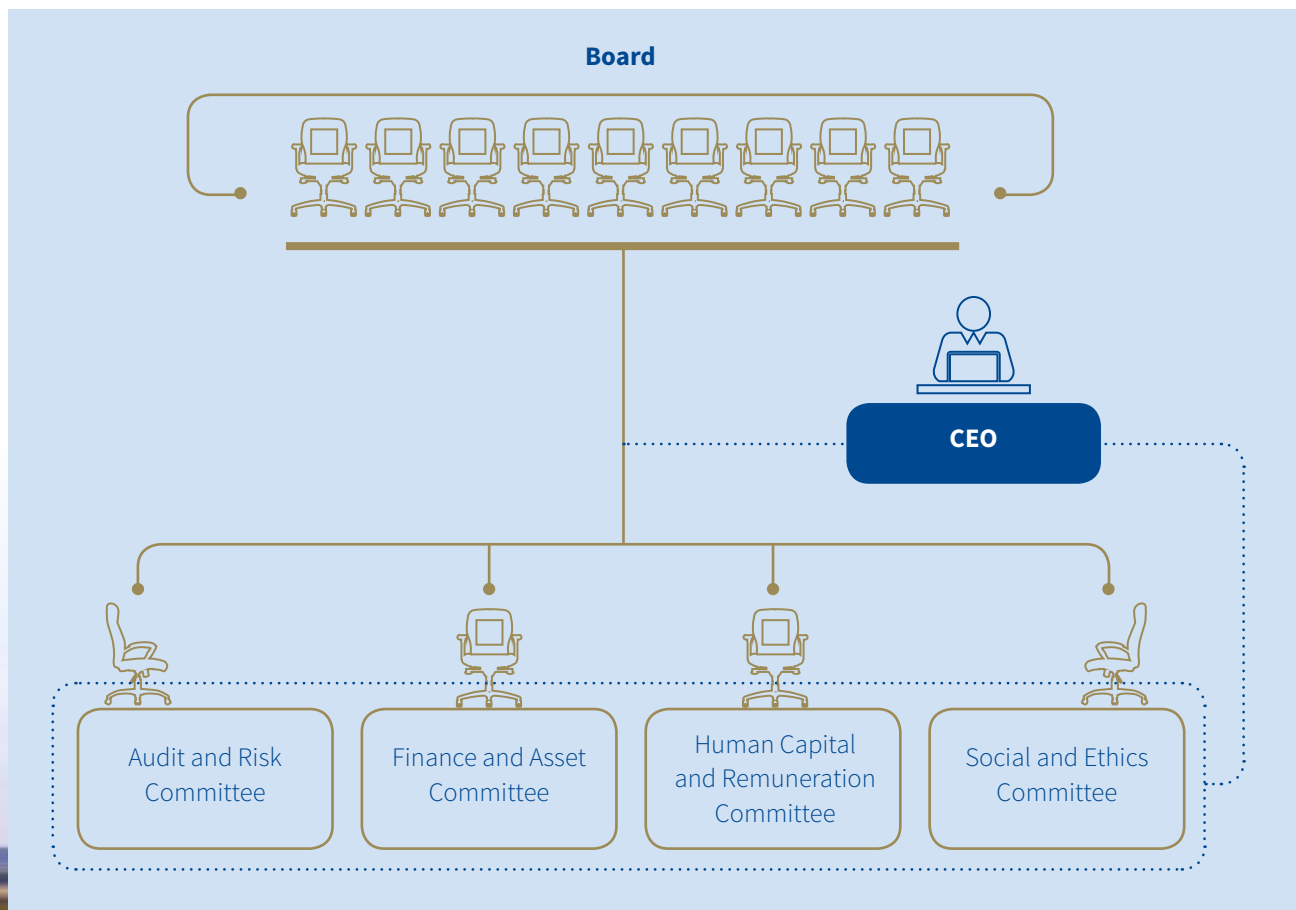 Board
CEO
Audit and Risk
Committee
Finance and Asset
Committee
Human Capital
and Remuneration
Committee
Social and Ethics
Committee